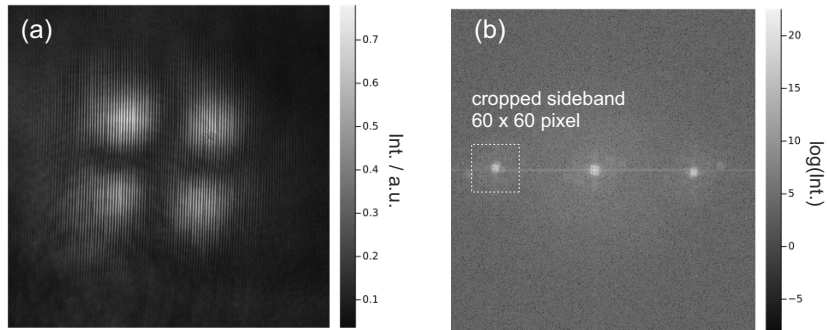 (a)
0.7
0.6
0.5
0.4
0.3
0.2
0.1
Int. / a.u.
(b)
cropped sideband
60 x 60 pixel
20
15
10
5
0
−5
log(Int.)